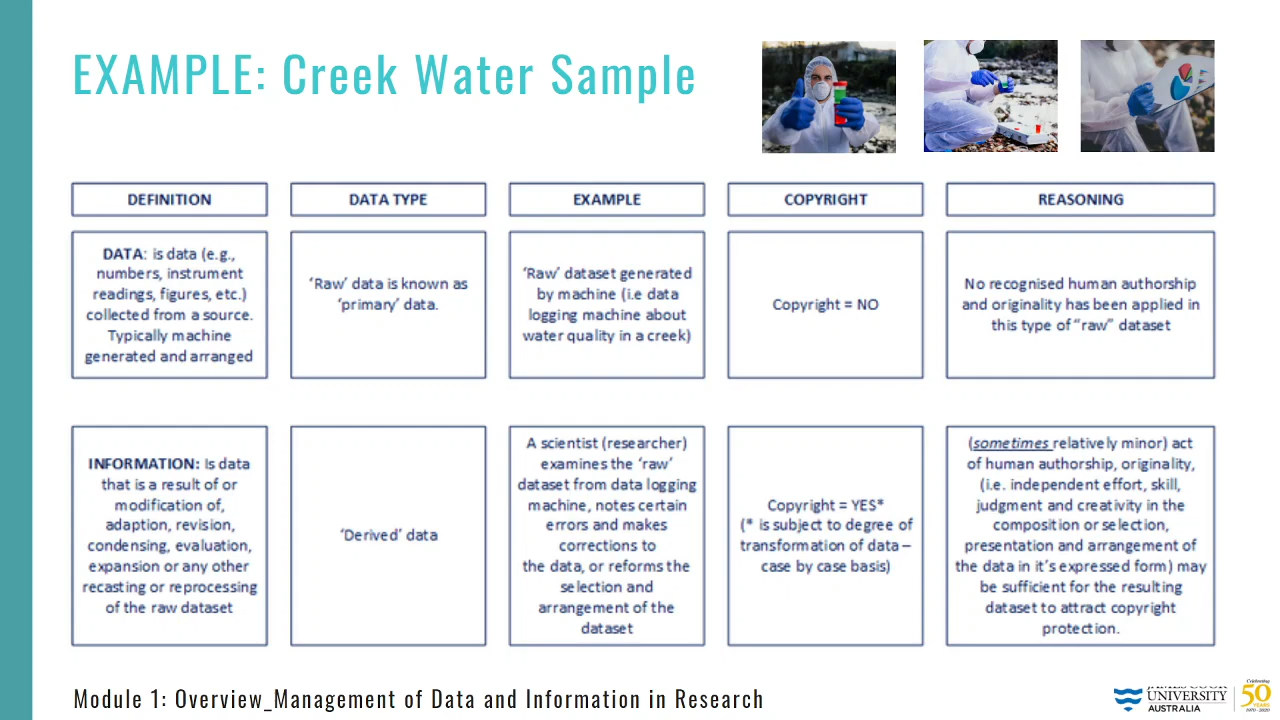 EXAMPLE: Creek Water Sample
DEFINITION
DATA TYPE
EXAMPLE
COPYRIGHT
REASONING
DATA: is data (e.g.,
numbers, instrument
readings, figures, etc.)
collected from a source.
Typically machine
generated and arranged
‘Raw’ data is known as
‘primary’ data.
‘Raw’ dataset generated
by machine (i.e data
logging machine about
water quality in a creek)
Copyright = NO
No recognised human authorship
and originality has been applied in
this type of “raw” dataset
INFORMATION: Is data
that is a result of or
modification of,
adaption, revision,
condensing, evaluation,
expansion or any other
recasting or reprocessing
of the raw dataset
‘Derived’ data
A scientist (researcher)
examines the ‘raw’
dataset from data logging
machine, notes certain
errors and makes
corrections to
the data, or reforms the
selection and
arrangement of the
dataset
Copyright = YES*
(* is subject to degree of
transformation of data –
case by case basis)
(sometimes relatively minor) act
of human authorship, originality,
(i.e. independent effort, skill,
judgment and creativity in the
composition or selection,
presentation and arrangement of
the data in it’s expressed form) may
be sufficient for the resulting
dataset to attract copyright
protection.
Module 1: Overview_Management of Data and Information in Research
JAMES COOK
UNIVERSITY
AUSTRALIA
Celebrating
50
YEARS
1970 - 2020